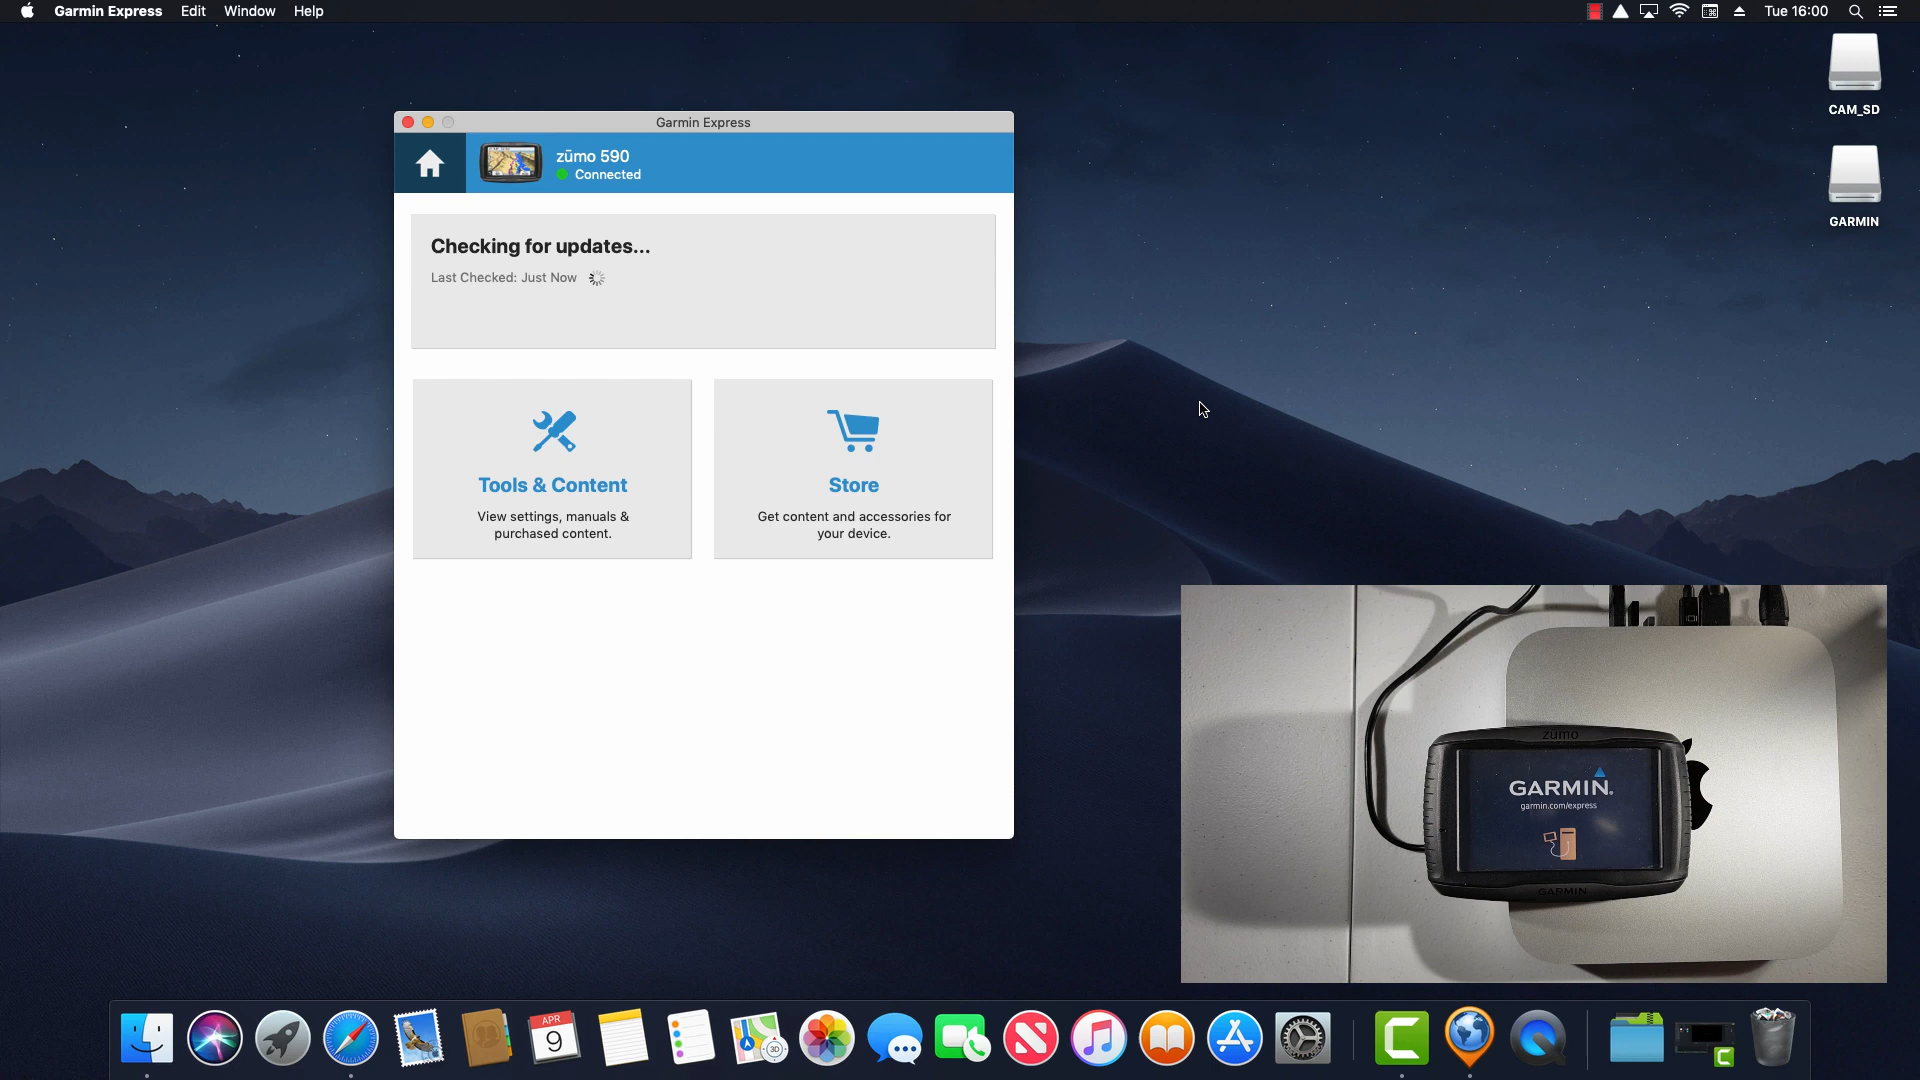 Garmin Express Edit Window Help
Tue 16:00
CAM_SD
GARMIN
Garmin Express
zūmo 590
Connected
Checking for updates...
Last Checked: Just Now
Tools & Content
View settings, manuals &
purchased content.
Store
Get content and accessories for
your device.
zumo
GARMIN.
garmin.com/express
GARMIN
APR
9
3D